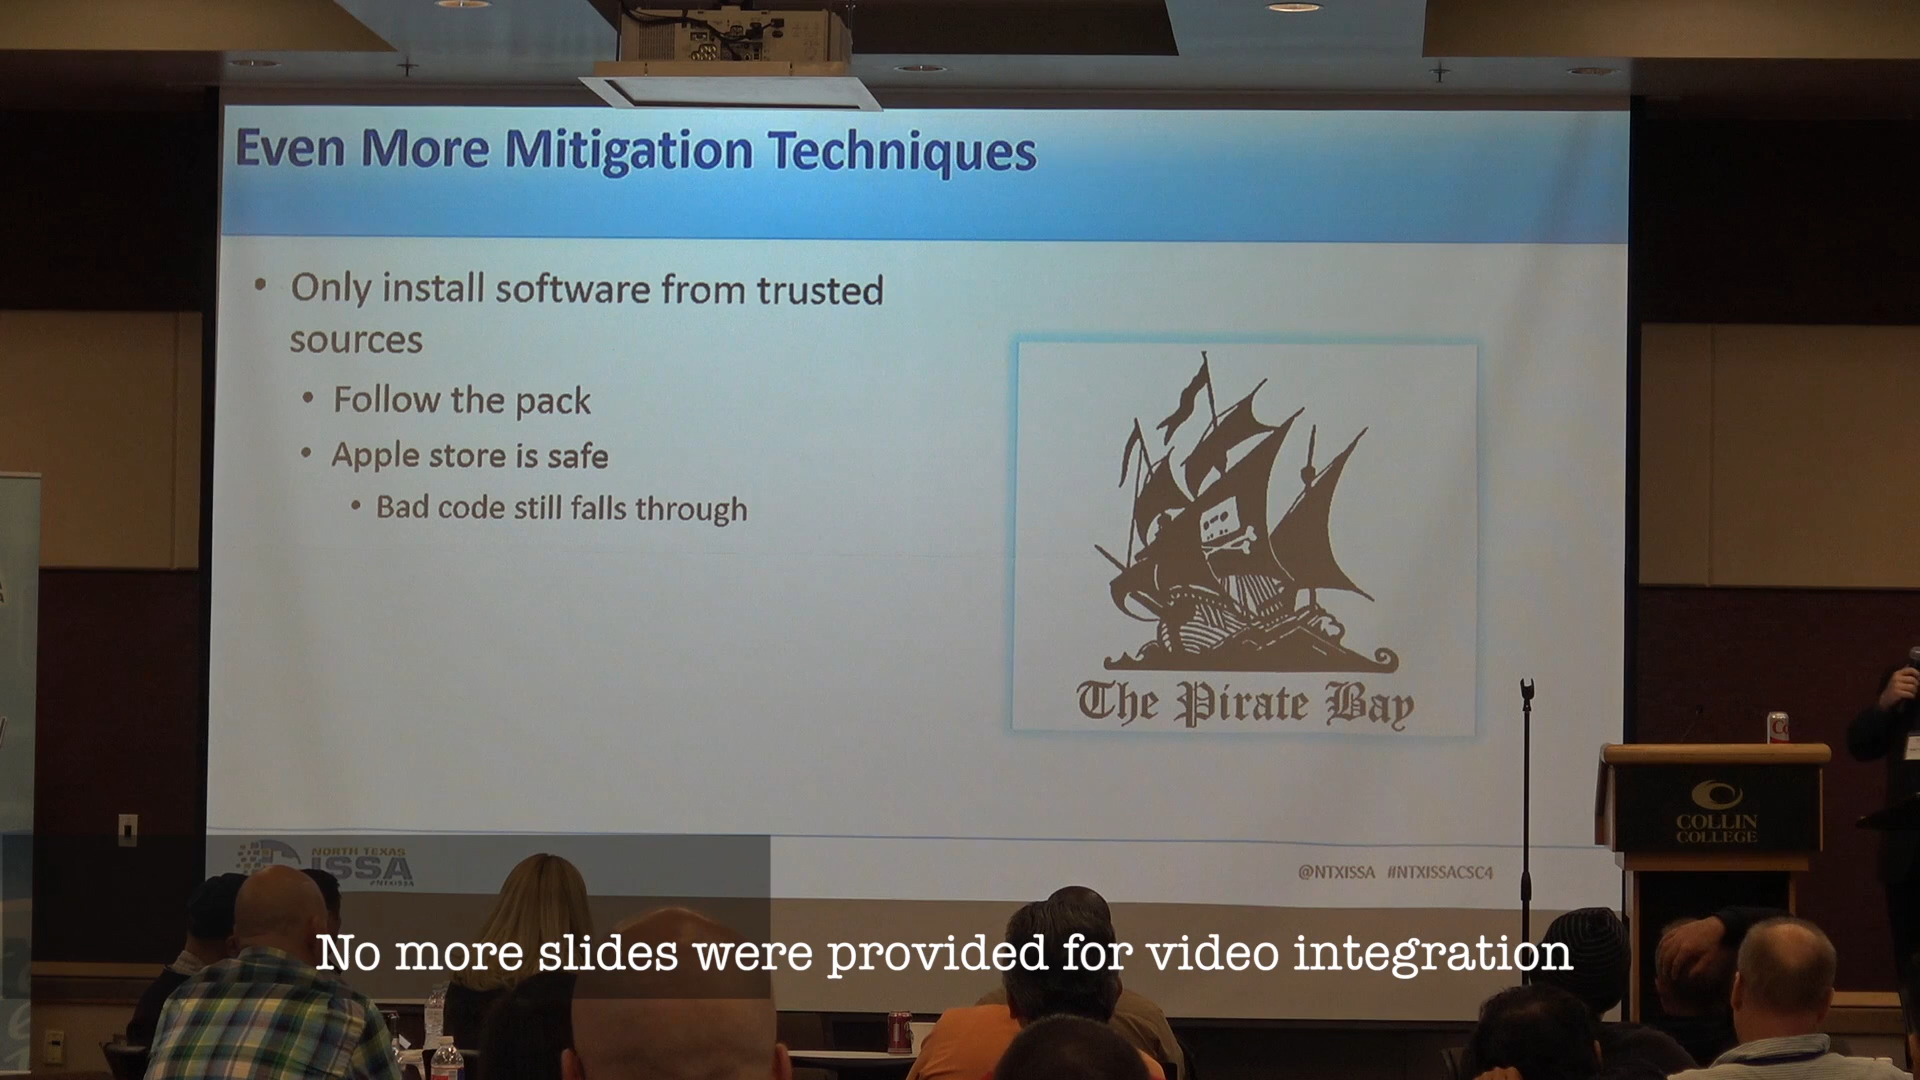 Even More Mitigation Techniques
• Only install software from trusted
sources
• Follow the pack
• Apple store is safe
• Bad code still falls through
The Pirate Bay
COLLIN
COLLEGE
NORTH TEXAS
ISSA
#NTXISSA
@NTXISSA #NTXISSACSC4
No more slides were provided for video integration